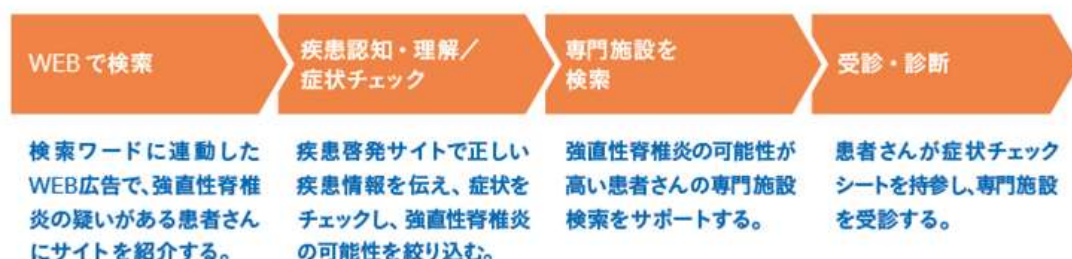 WEBで検索
疾患認知・理解／
症状チェック
専門施設を
検索
受診・診断
検索ワードに連動した
WEB広告で、強直性脊椎
炎の疑いがある患者さん
にサイトを紹介する。
疾患啓発サイトで正しい
疾患情報を伝え、症状を
チェックし、強直性脊椎炎
の可能性を絞り込む。
強直性脊椎炎の可能性が
高い患者さんの専門施設
検索をサポートする。
患者さんが症状チェック
シートを持参し、専門施設
を受診する。